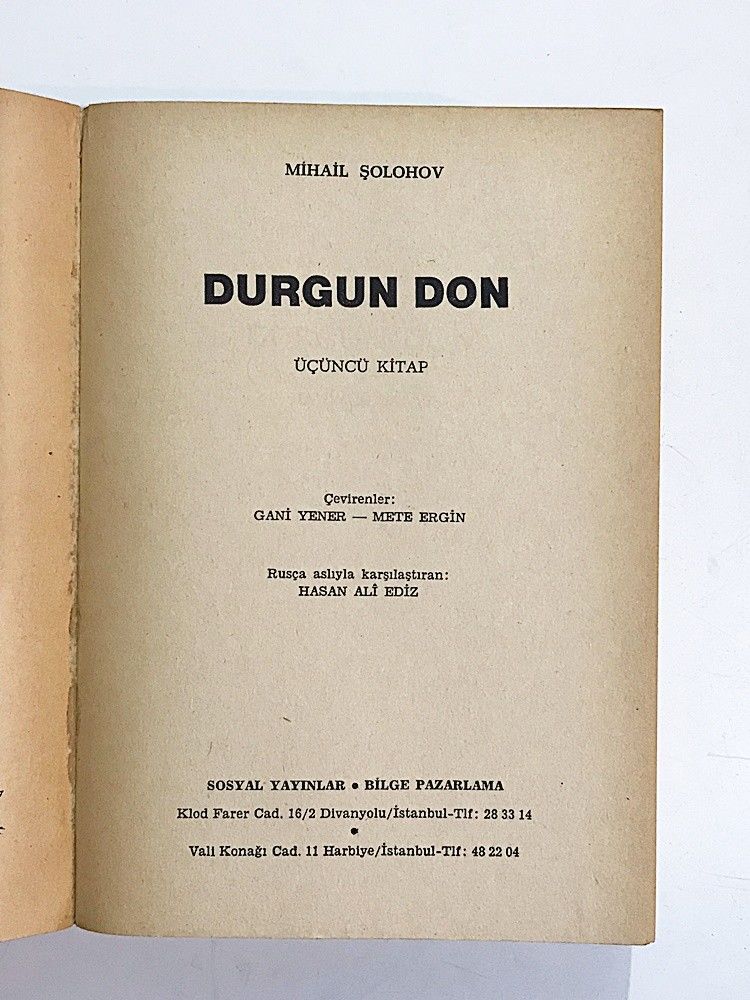 MİHAİL ŞOLOHOV
DURGUN DON
ÜÇÜNCÜ KİTAP
Çevirenler:
GANİ YENER — METE ERGİN
Rusça aslıyla karşılaştıran:
HASAN ALİ EDİZ
SOSYAL YAYINLAR • BİLGE PAZARLAMA
Klod Farer Cad. 16/2 Divanyolu/İstanbul-Tlf: 28 33 14
•
Vali Konağı Cad. 11 Harbiye/İstanbul-Tlf: 48 22 04